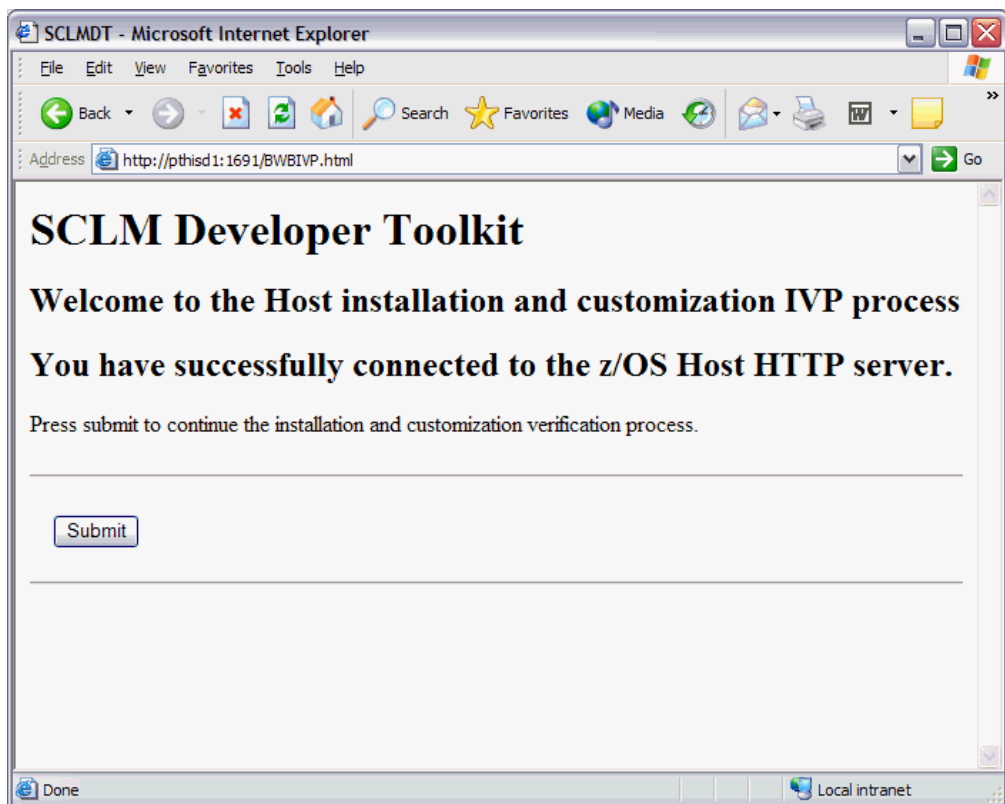 SCLMDT - Microsoft Internet Explorer
File Edit View Favorites Tools Help
Back Search Favorites Media W »
Address http://pthisd1:1691/BWBIVP.html Go
SCLM Developer Toolkit
Welcome to the Host installation and customization IVP process
You have successfully connected to the z/OS Host HTTP server.
Press submit to continue the installation and customization verification process.
Submit
Done Local intranet